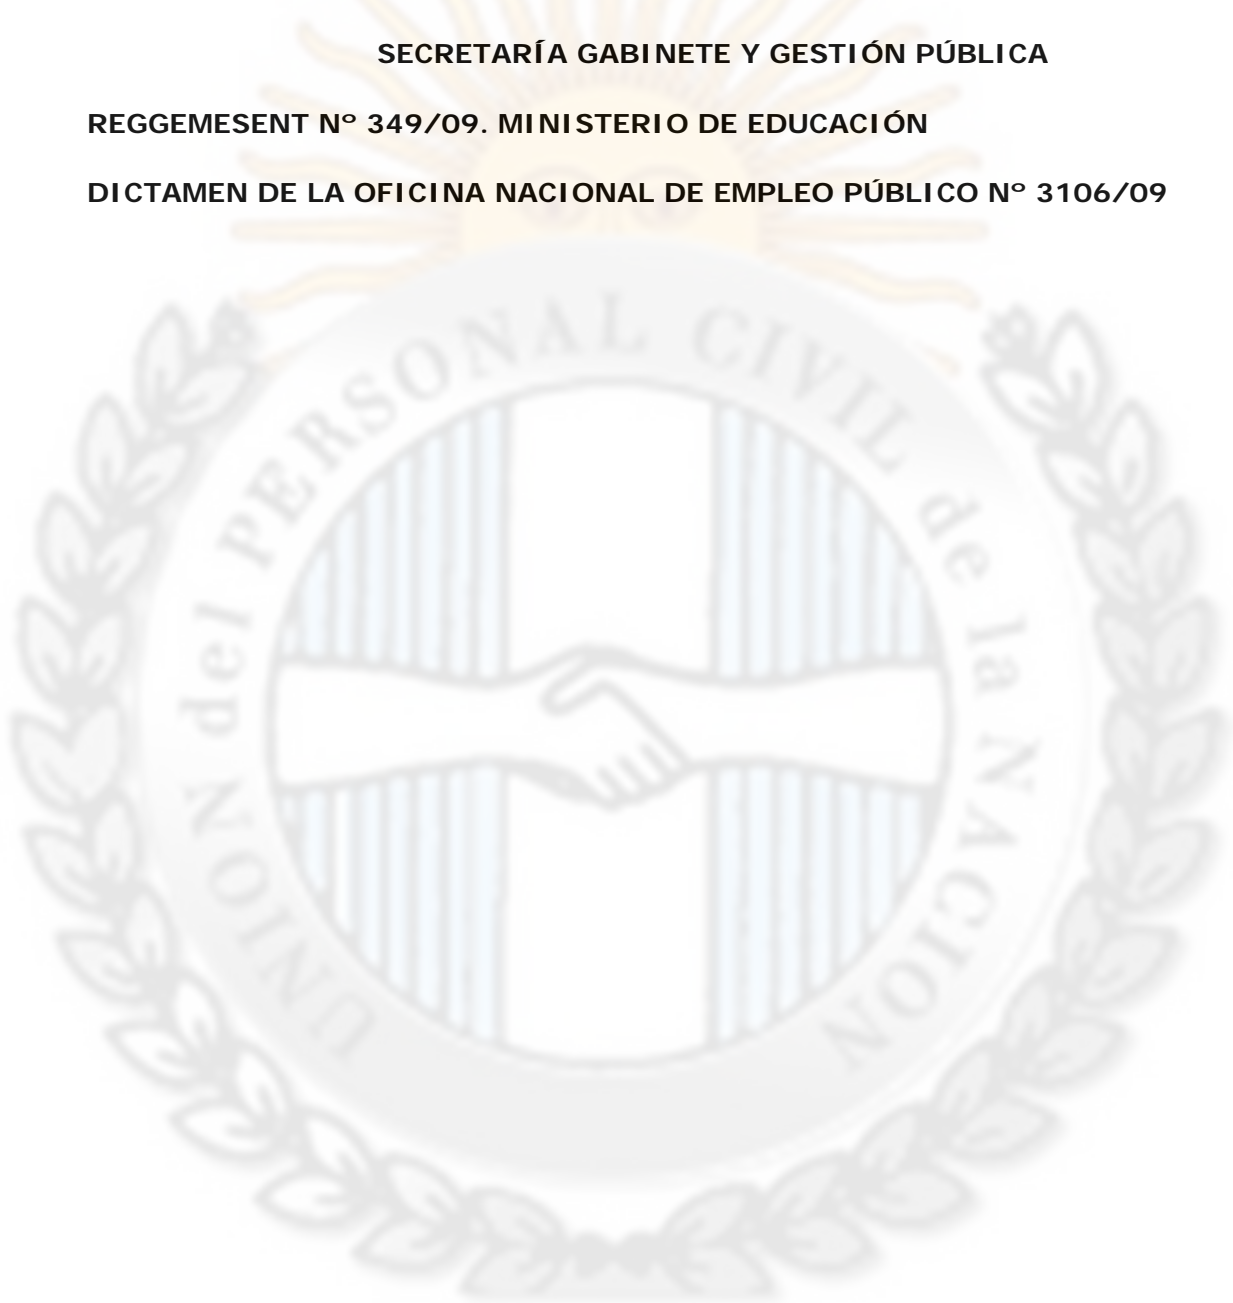 SECRETARÍA GABINETE Y GESTIÓN PÚBLICA
REGGEMESENT Nº 349/09. MINISTERIO DE EDUCACIÓN
DICTAMEN DE LA OFICINA NACIONAL DE EMPLEO PÚBLICO Nº 3106/09
UNION del PERSONAL CIVIL de la NACION